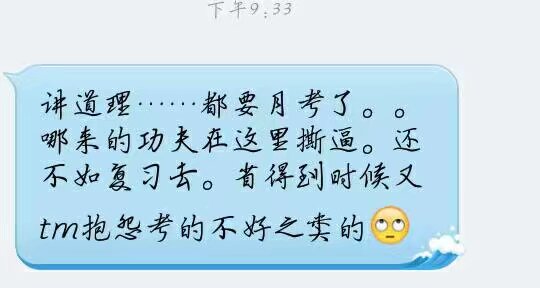 下午9:33
讲道理……都要月考了。。
哪来的功夫在这里撕逼。还
不如复习去。省得到时候又
tm抱怨考的不好之类的🙄